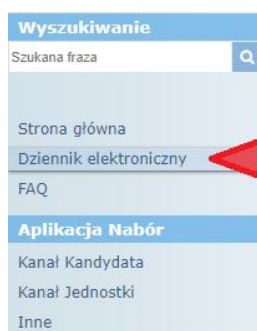 Wyszukiwanie
Szukana fraza
Strona główna
Dziennik elektroniczny
FAQ
Aplikacja Nabór
Kanał Kandydata
Kanał Jednostki
Inne